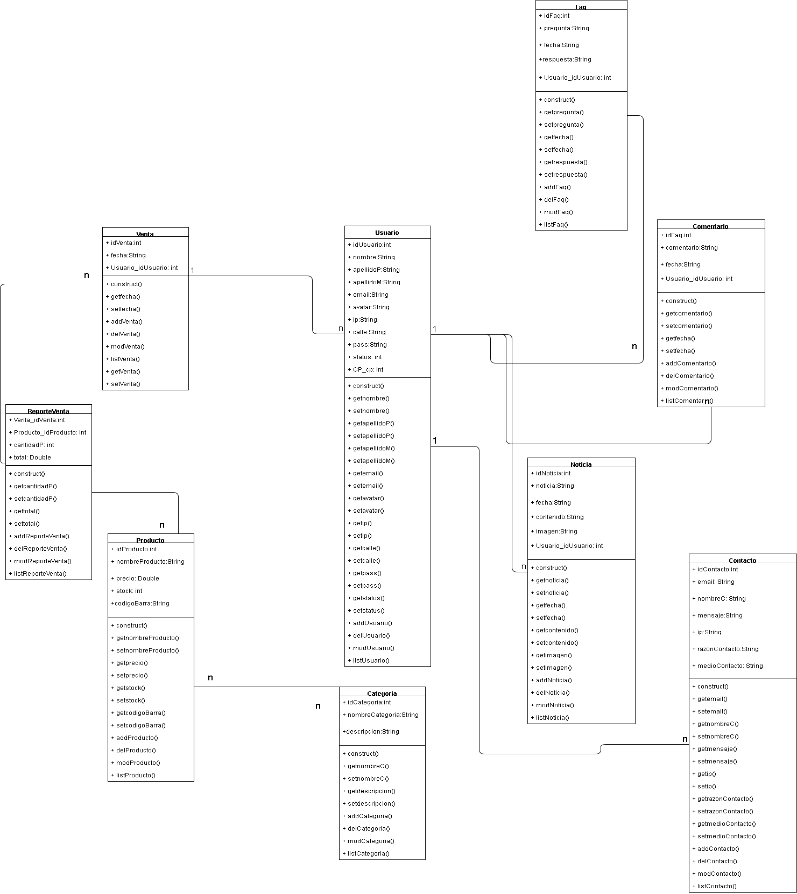 Faq
+ idFaq:int
+ pregunta:String
+ fecha:String
+respuesta:String
+ Usuario_idUsuario: int
+ construct()
+ getpregunta()
+ setpregunta()
+ getfecha()
+ setfecha()
+ getrespuesta()
+ setrespuesta()
+ addFaq()
+ delFaq()
+ modFaq()
+ listFaq()
Venta
+ idVenta:int
+ fecha:String
+ Usuario_idUsuario: int
+ construct()
+ getfecha()
+ setfecha()
+ addVenta()
+ delVenta()
+ modVenta()
+ listVenta()
+ getVenta()
+ setVenta()
n
1
n
Usuario
+ idUsuario:int
+ nombre:String
+ apellidoP:String
+ apellidoM:String
+ email:String
+ avatar:String
+ ip:String
+ calle:String
+ pass:String
+ status: int
+ construct()
+ getnombre()
+ setnombre()
+ getapellidoP()
+ setapellidoP()
+ getapellidoM()
+ setapellidoM()
+ getemail()
+ setemail()
+ getavatar()
+ setavatar()
+ getip()
+ setip()
+ getcalle()
+ setcalle()
+ getpass()
+ setpass()
+ getstatus()
+ setstatus()
+ addUsuario()
+ delUsuario()
+ modUsuario()
+ listUsuario()
1
1
n
Comentario
+ idFaq:int
+ comentario:String
+ fecha:String
+ Usuario_idUsuario: int
+ construct()
+ getcomentario()
+ setcomentario()
+ getfecha()
+ setfecha()
+ addComentario()
+ delComentario()
+ modComentario()
+ listComentario()
n
ReporteVenta
+ Venta_idVenta:int
+ Producto_idProducto: int
+ cantidadP: int
+ total: Double
+ construct()
+ getcantidadP()
+ setcantidadP()
+ gettotal()
+ settotal()
+ addReporteVenta()
+ delReporteVenta()
+ modReporteVenta()
+ listReporteVenta()
n
Producto
+ idProducto:int
+ nombreProducto:String
+ precio: Double
+ stock: int
+codigoBarra:String
+ construct()
+ getnombreProducto()
+ setnombreProducto()
+ getprecio()
+ setprecio()
+ getstock()
+ setstock()
+ getcodigoBarra()
+ setcodigoBarra()
+ addProducto()
+ delProducto()
+ modProducto()
+ listProducto()
n
n
Categoria
+ idCategoria:int
+ nombreCategoria:String
+descripcion:String
+ construct()
+ getnombreC()
+ setnombreC()
+ getdescripcion()
+ setdescripcion()
+ addCategoria()
+ delCategoria()
+ modCategoria()
+ listCategoria()
Noticia
+ idNoticia:int
+ noticia:String
+ fecha:String
+ contenido:String
+ imagen:String
+ Usuario_idUsuario: int
+ construct()
+ getnoticia()
+ setnoticia()
+ getfecha()
+ setfecha()
+ getcontenido()
+ setcontenido()
+ getimagen()
+ setimagen()
+ addNoticia()
+ delNoticia()
+ modNoticia()
+ listNoticia()
n
n
Contacto
+ idContacto:int
+ email: String
+ nombreC: String
+ mensaje:String
+ ip:String
+ razonContacto:String
+ medioContacto: String
+ construct()
+ getemail()
+ setemail()
+ getnombreC()
+ setnombreC()
+ getmensaje()
+ setmensaje()
+ getip()
+ setip()
+ getrazonContacto()
+ setrazonContacto()
+ getmedioContacto()
+ setmedioContacto()
+ addContacto()
+ delContacto()
+ modContacto()
+ listContacto()